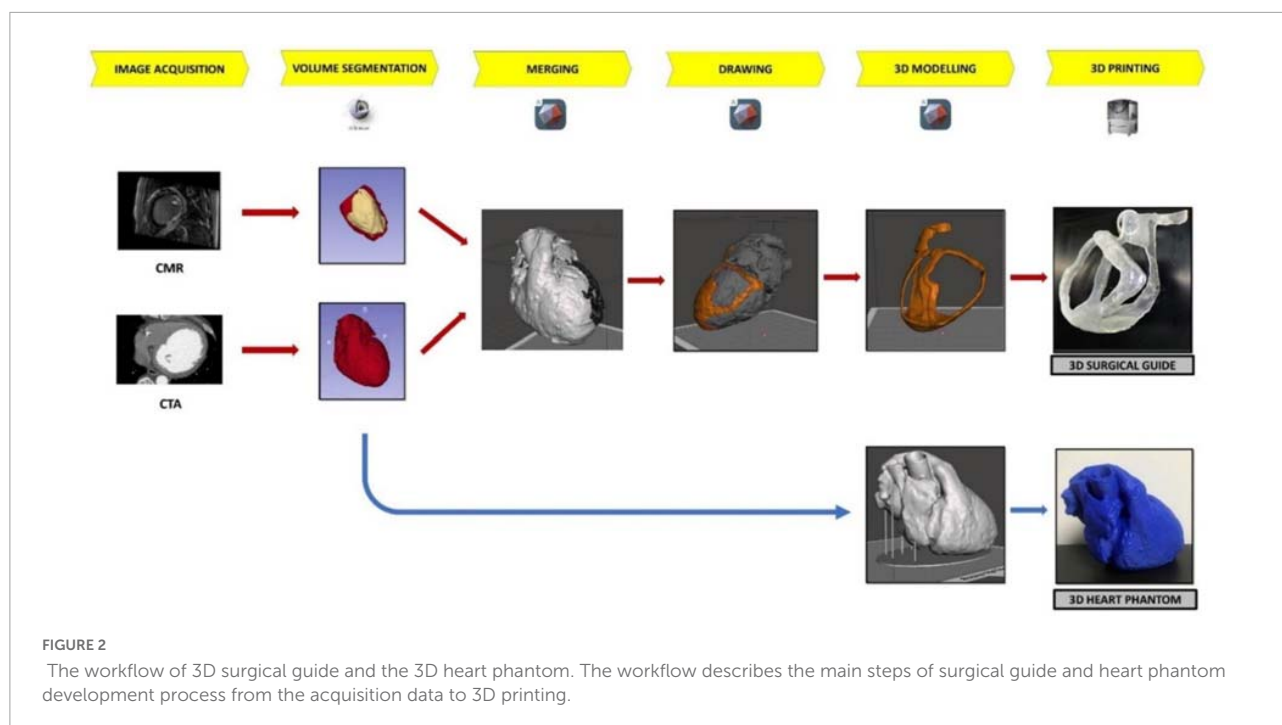 IMAGE ACQUISITION
VOLUME SEGMENTATION
MERGING
DRAWING
3D MODELLING
3D PRINTING
CMR
CTA
3D SURGICAL GUIDE
3D HEART PHANTOM
FIGURE 2
The workflow of 3D surgical guide and the 3D heart phantom. The workflow describes the main steps of surgical guide and heart phantom
development process from the acquisition data to 3D printing.